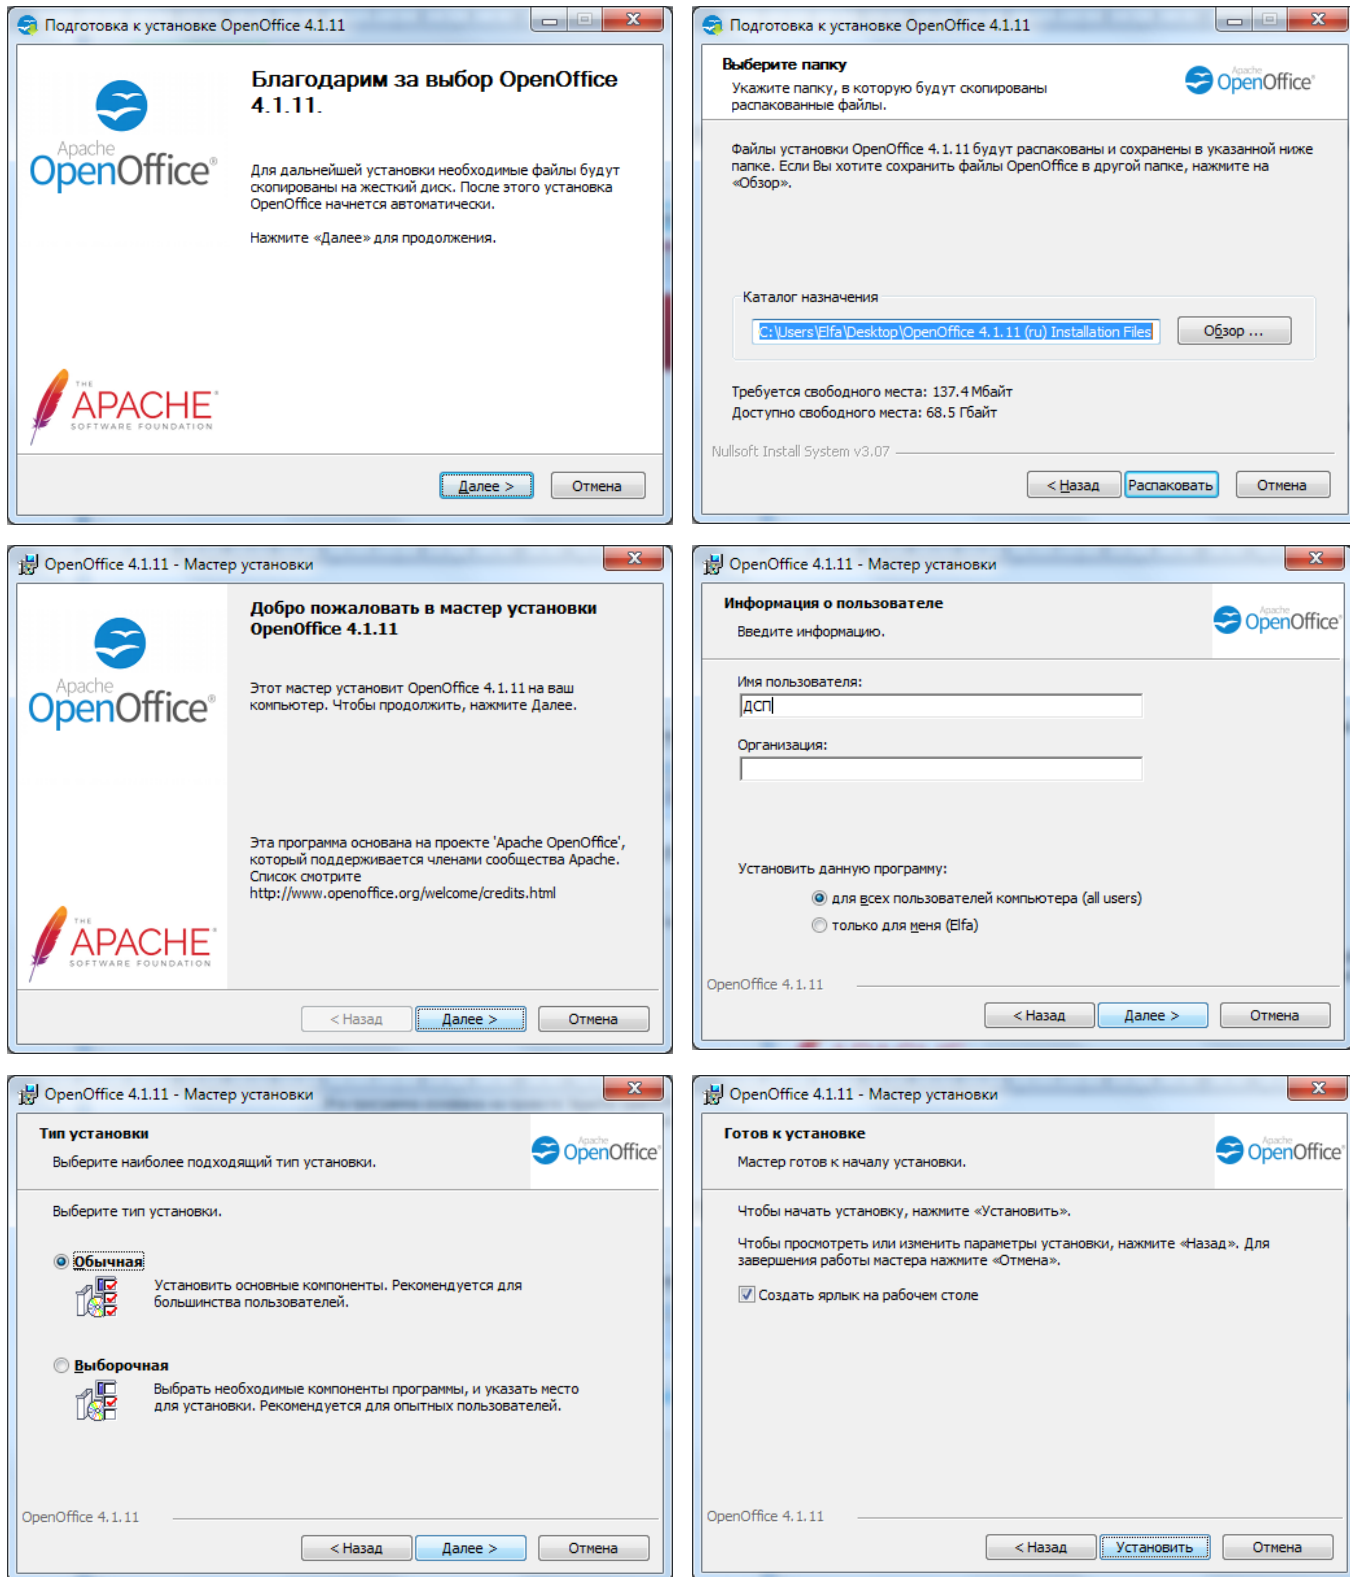 Подготовка к установке OpenOffice 4.1.11
Благодарим за выбор OpenOffice
4.1.11.
Apache
OpenOffice®
Для дальнейшей установки необходимые файлы будут
скопированы на жесткий диск. После этого установка
OpenOffice начнется автоматически.
Нажмите «Далее» для продолжения.
THE
APACHE®
SOFTWARE FOUNDATION
Далее >
Отмена
Подготовка к установке OpenOffice 4.1.11
Выберите папку
Укажите папку, в которую будут скопированы
распакованные файлы.
Apache
OpenOffice®
Файлы установки OpenOffice 4.1.11 будут распакованы и сохранены в указанной ниже
папке. Если Вы хотите сохранить файлы OpenOffice в другой папке, нажмите на
«Обзор».
Каталог назначения
C:\Users\Elfa\Desktop\OpenOffice 4.1.11 (ru) Installation Files
Обзор ...
Требуется свободного места: 137.4 Мбайт
Доступно свободного места: 68.5 Гбайт
Nullsoft Install System v3.07
< Назад
Распаковать
Отмена
OpenOffice 4.1.11 - Мастер установки
Добро пожаловать в мастер установки
OpenOffice 4.1.11
Apache
OpenOffice®
Этот мастер установит OpenOffice 4.1.11 на ваш
компьютер. Чтобы продолжить, нажмите Далее.
Эта программа основана на проекте 'Apache OpenOffice',
который поддерживается членами сообщества Apache.
Список смотрите
http://www.openoffice.org/welcome/credits.html
THE
APACHE®
SOFTWARE FOUNDATION
< Назад
Далее >
Отмена
OpenOffice 4.1.11 - Мастер установки
Информация о пользователе
Введите информацию.
Apache
OpenOffice®
Имя пользователя:
ДСП
Организация:
Установить данную программу:
для всех пользователей компьютера (all users)
только для меня (Elfa)
OpenOffice 4.1.11
< Назад
Далее >
Отмена
OpenOffice 4.1.11 - Мастер установки
Тип установки
Выберите наиболее подходящий тип установки.
Apache
OpenOffice®
Выберите тип установки.
Обычная
Установить основные компоненты. Рекомендуется для
большинства пользователей.
Выборочная
Выбрать необходимые компоненты программы, и указать место
для установки. Рекомендуется для опытных пользователей.
OpenOffice 4.1.11
< Назад
Далее >
Отмена
OpenOffice 4.1.11 - Мастер установки
Готов к установке
Мастер готов к началу установки.
Apache
OpenOffice®
Чтобы начать установку, нажмите «Установить».
Чтобы просмотреть или изменить параметры установки, нажмите «Назад». Для
завершения работы мастера нажмите «Отмена».
Создать ярлык на рабочем столе
OpenOffice 4.1.11
< Назад
Установить
Отмена